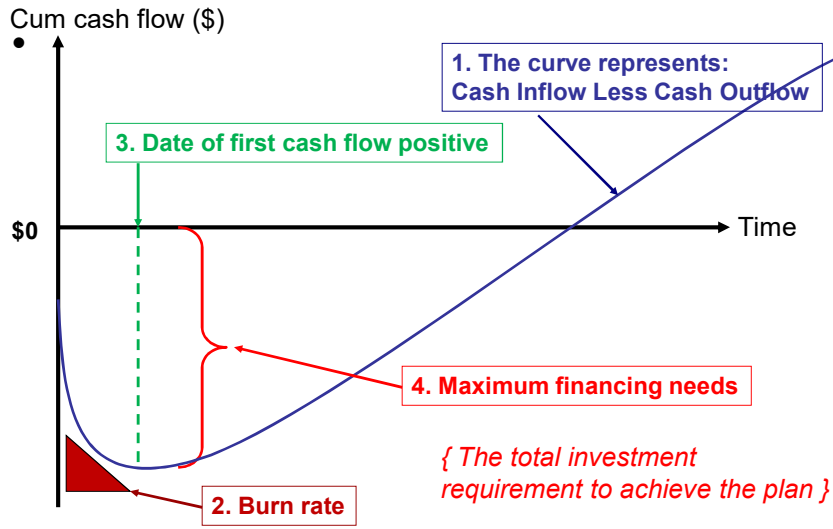 Cum cash flow ($)
•
1. The curve represents:
Cash Inflow Less Cash Outflow
3. Date of first cash flow positive
$0
Time
4. Maximum financing needs
{ The total investment
requirement to achieve the plan }
2. Burn rate